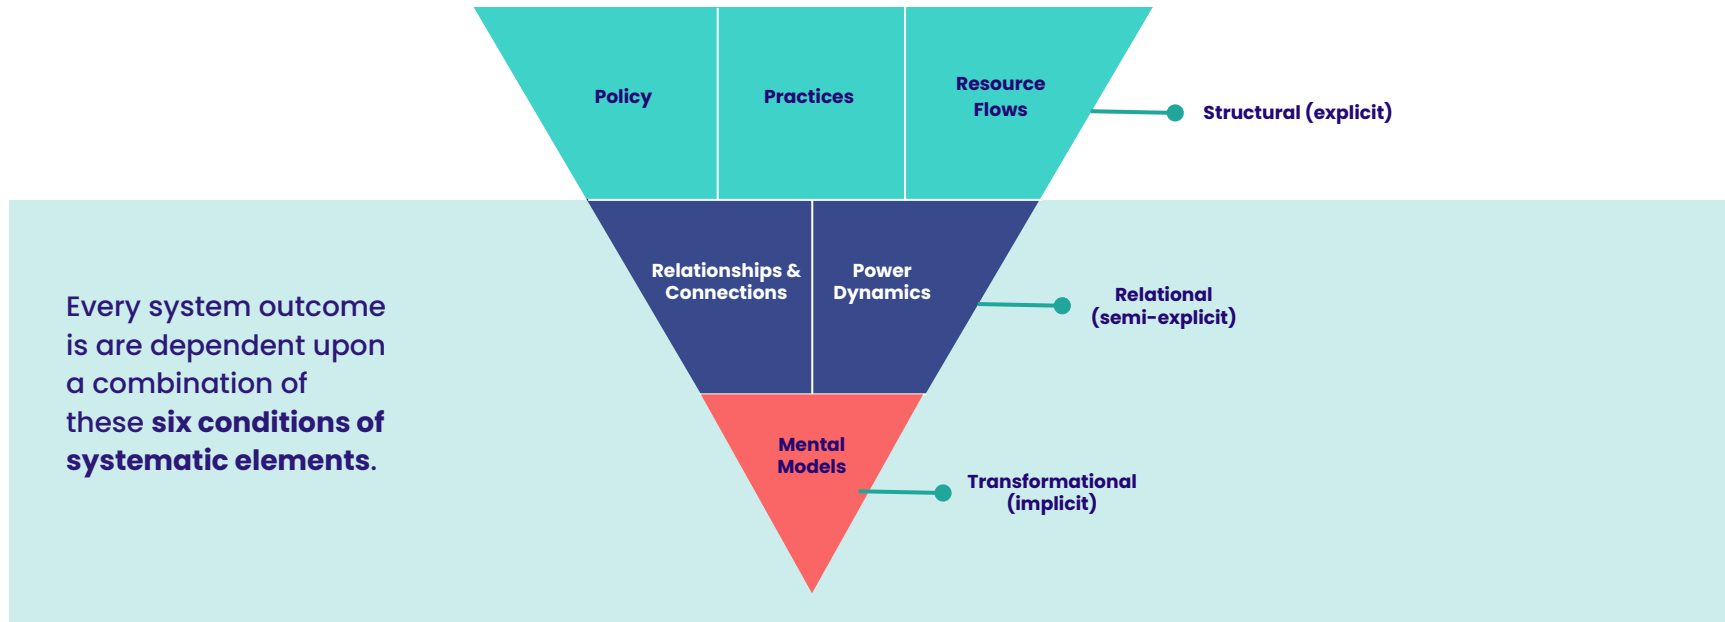 Policy
Practices
Resource
Flows
Structural (explicit)
Relationships &
Connections
Power
Dynamics
Relational
(semi-explicit)
Every system outcome
is are dependent upon
a combination of
these six conditions of
systematic elements.
Mental
Models
Transformational
(implicit)